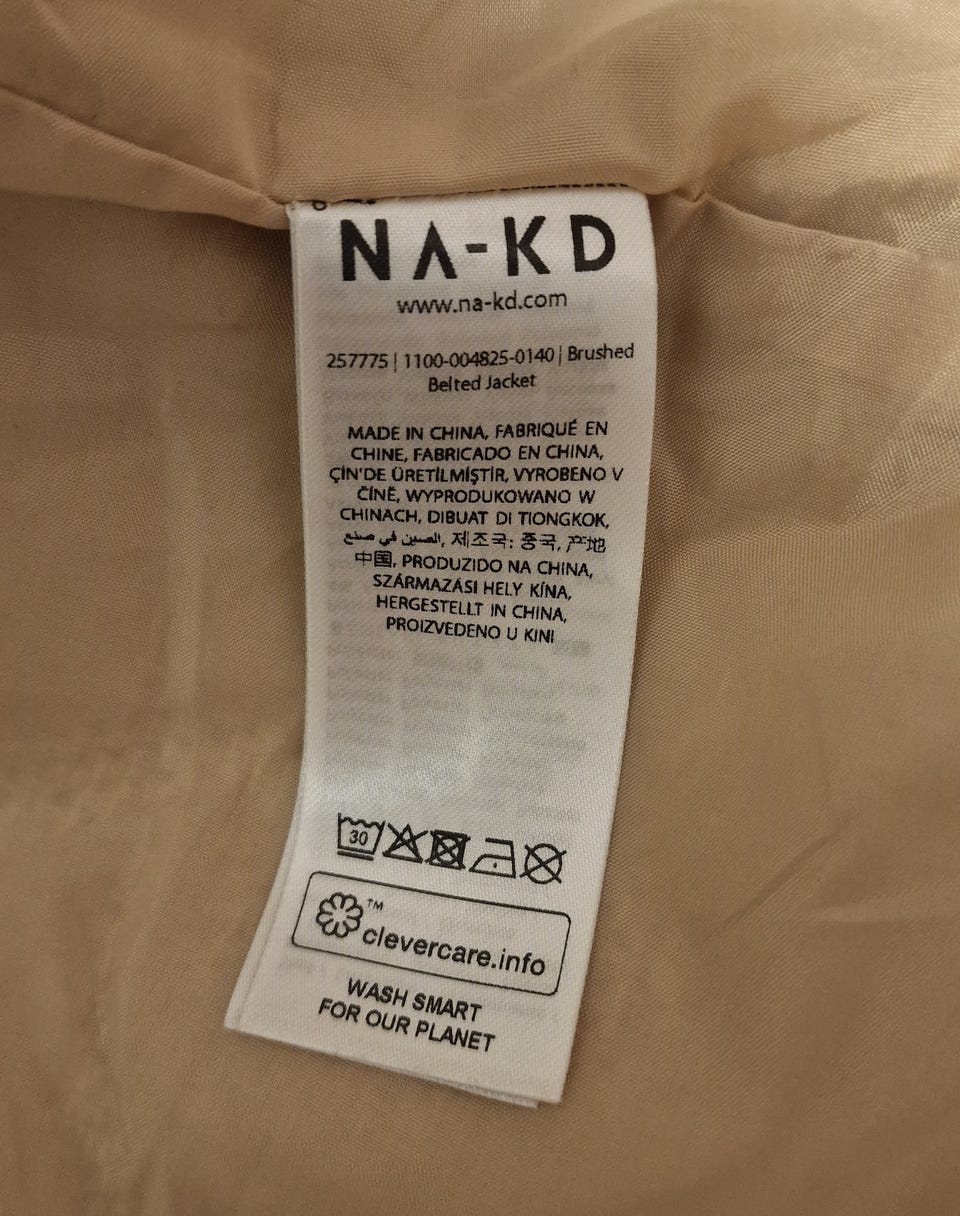 NA-KD
www.na-kd.com
257775 | 1100-004825-0140 | Brushed
Belted Jacket
MADE IN CHINA, FABRIQUÉ EN
CHINE, FABRICADO EN CHINA,
ÇİN'DE ÜRETİLMİŞTİR, VYROBENO V
ČÍNĚ, WYPRODUKOWANO W
CHINACH, DIBUAT DI TIONGKOK,
الصين في صنع, 제조국: 중국, 产地
中国, PRODUZIDO NA CHINA,
SZÁRMAZÁSI HELY KÍNA,
HERGESTELLT IN CHINA,
PROIZVEDENO U KINI
30
™
clevercare.info
WASH SMART
FOR OUR PLANET